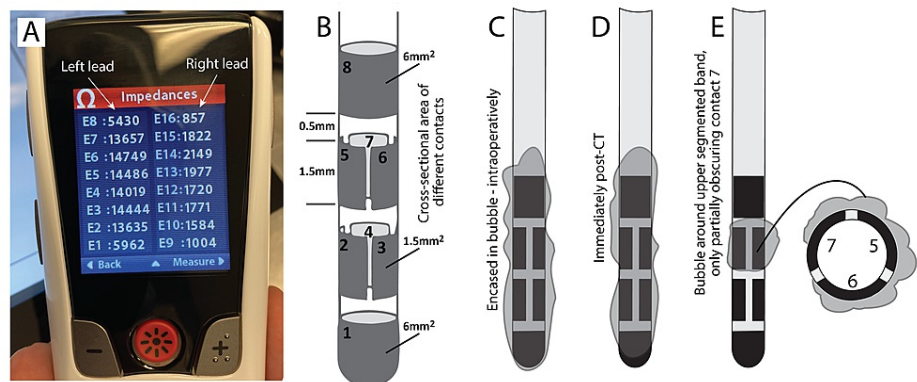 A
Left lead
Right lead
Ω Impedances
E8 :5430 E16:857
E7 :13657 E15:1822
E6 :14749 E14:2149
E5 :14486 E13:1977
E4 :14019 E12:1720
E3 :14444 E11:1771
E2 :13635 E10:1584
E1 :5962 E9 :1004
Back
Measure
B
8
6mm²
0.5mm
7
5
6
1.5mm
4
2
3
1.5mm²
1
6mm²
Cross-sectional area of
different contacts
C
Encased in bubble - intraoperatively
D
Immediately post-CT
E
Bubble around upper segmented band,
only partially obscuring contact 7
7
5
6